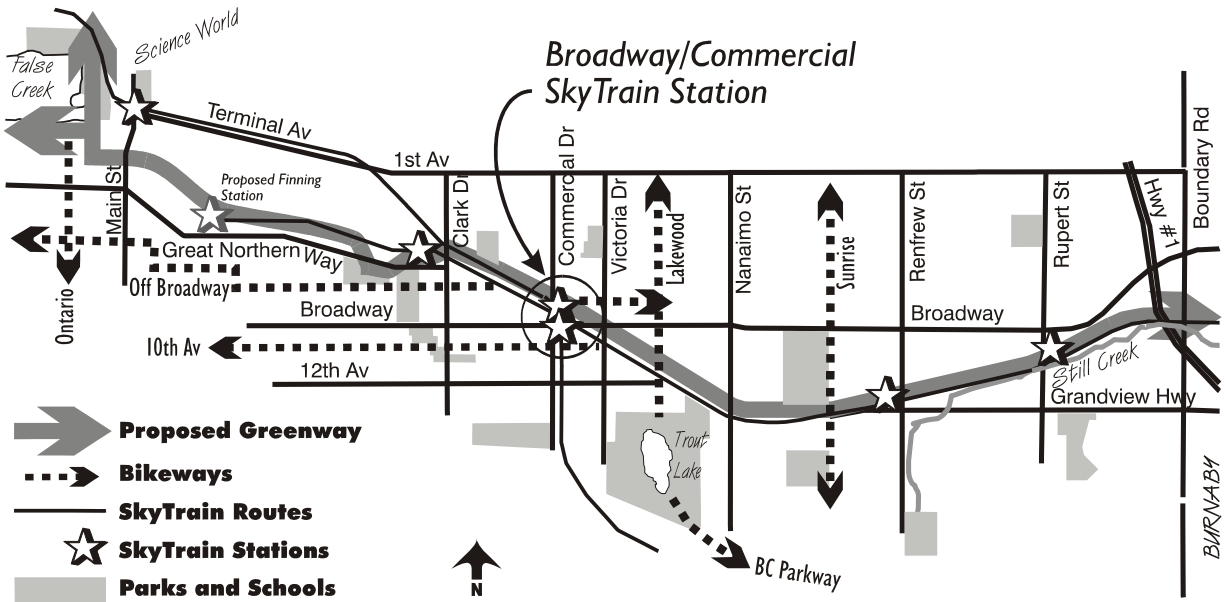 Science World
False
Creek
Broadway/Commercial
SkyTrain Station
Terminal Av
1st Av
Proposed Finning
Station
Main St
Clark Dr
Commercial Dr
Victoria Dr
Lakewood
Nanaimo St
Sunrise
Renfrew St
Rupert St
Hwy #1
Boundary Rd
Great Northern Way
Off Broadway
Ontario
Broadway
Broadway
10th Av
12th Av
Still Creek
Grandview Hwy
Trout
Lake
BC Parkway
BURNABY
Proposed Greenway
Bikeways
SkyTrain Routes
SkyTrain Stations
Parks and Schools
N